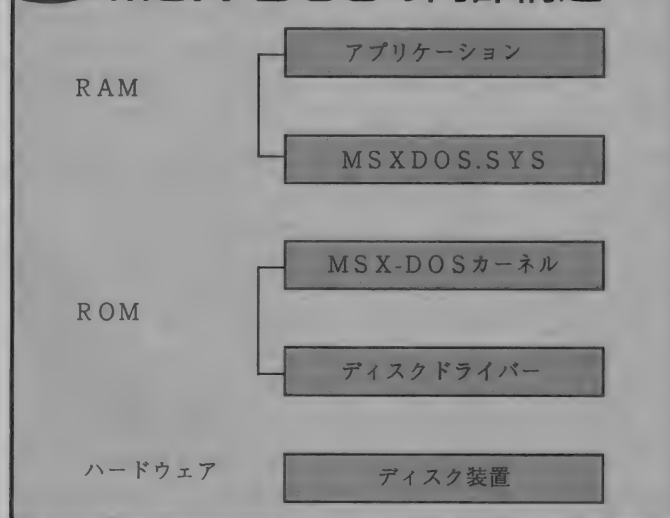 アプリケーション
RAM
MSXDOS.SYS
MSX-DOSカーネル
ROM
ディスクドライバー
ハードウェア
ディスク装置